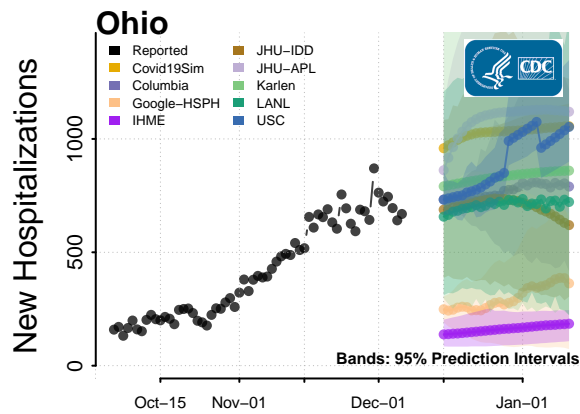 Ohio
Reported
Covid19Sim
Columbia
Google−HSPH
IHME
JHU−IDD
JHU−APL
Karlen
LANL
USC
CDC
New Hospitalizations
1000
500
0
Bands: 95% Prediction Intervals
Oct−15 Nov−01 Dec−01 Jan−01